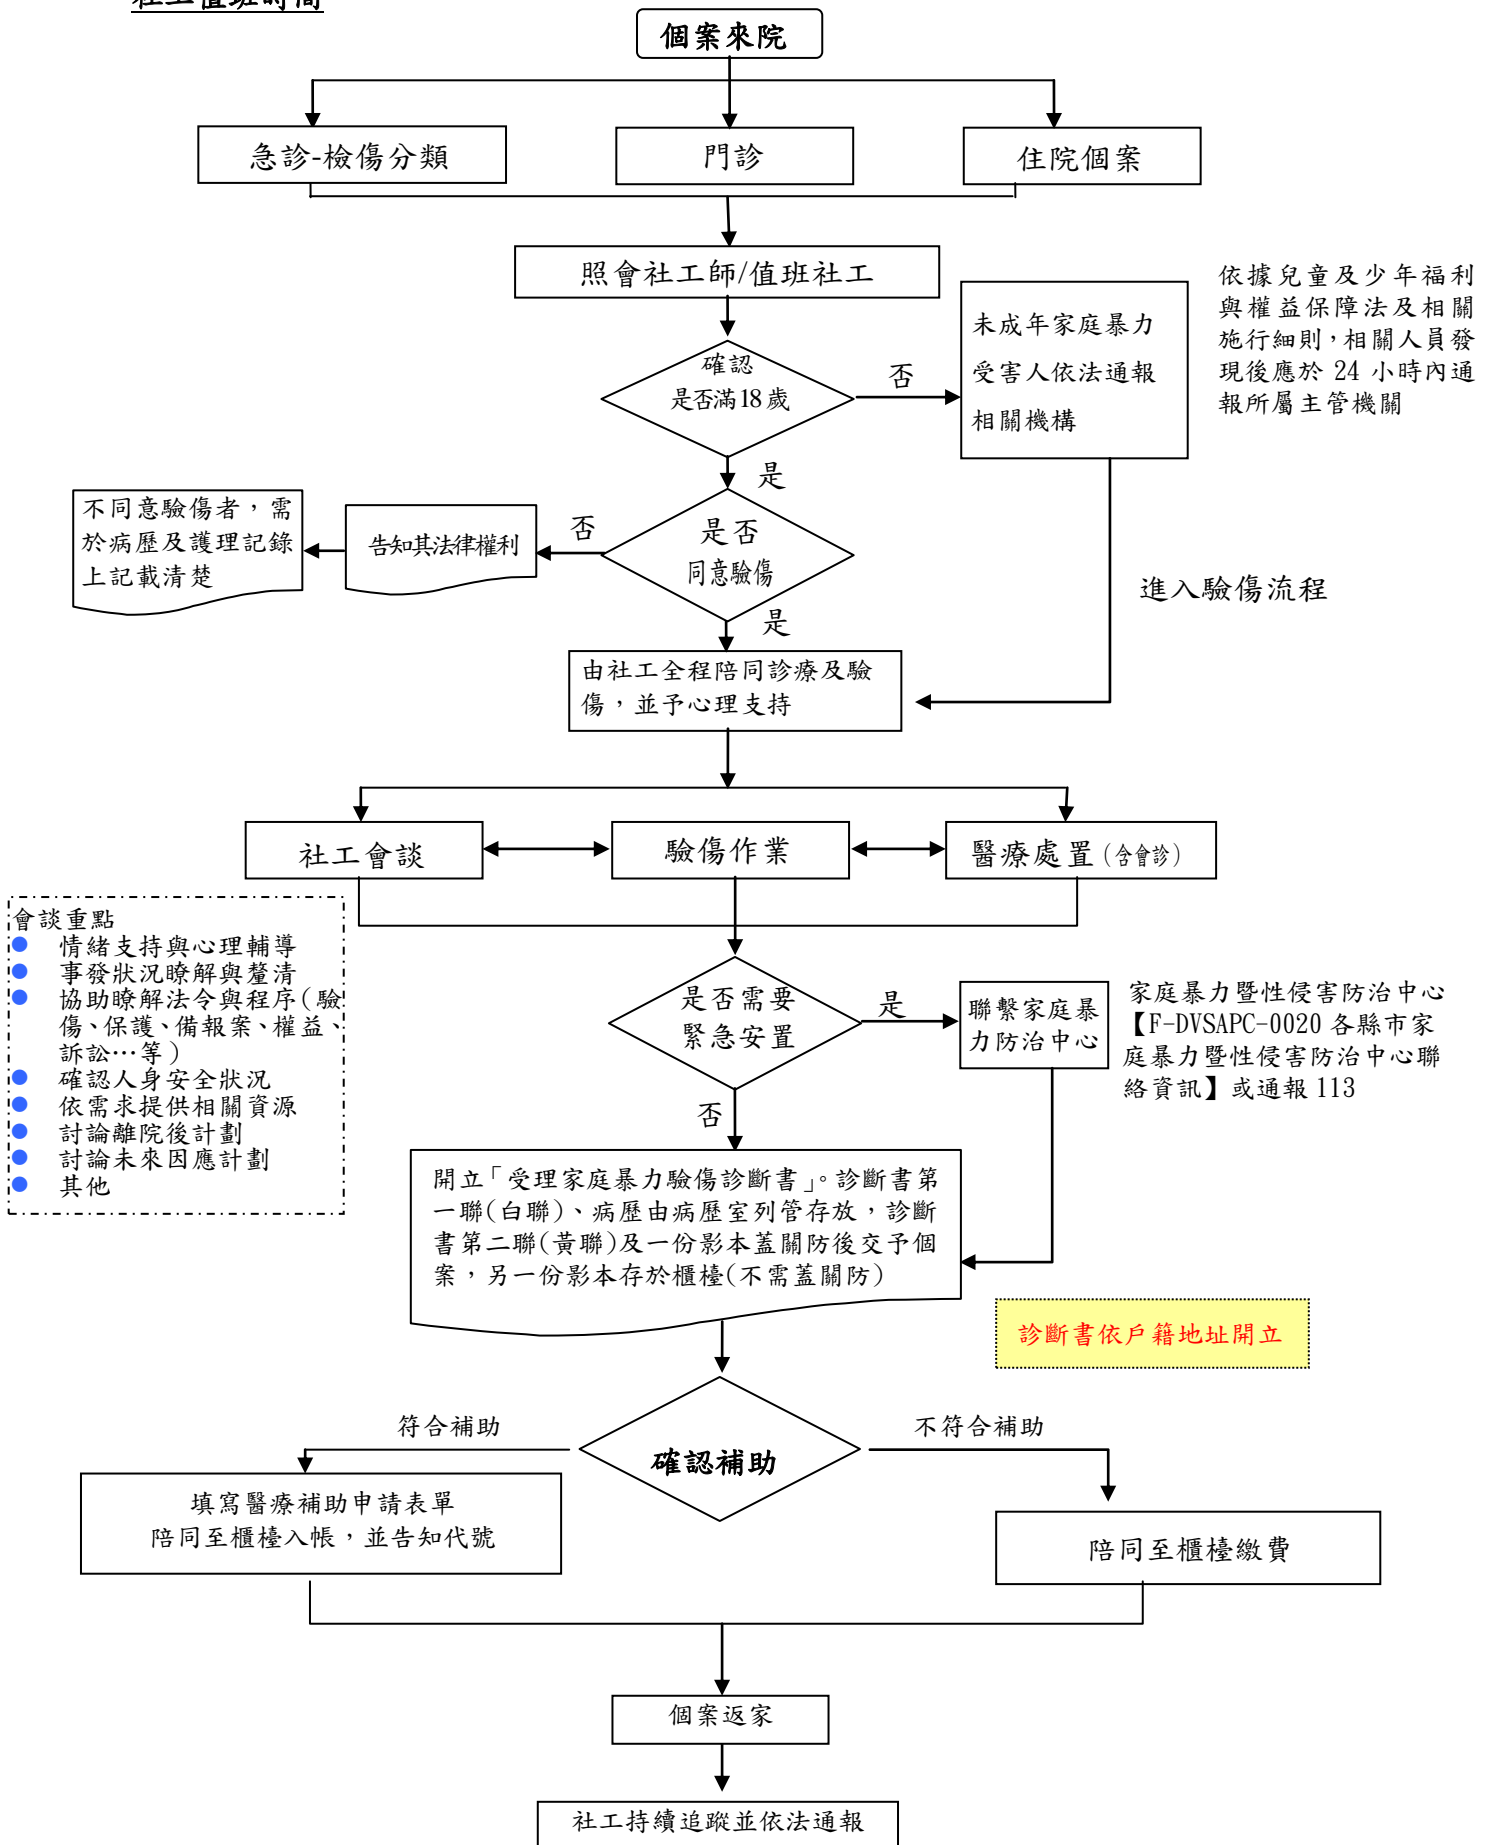 社工值班時間
個案來院
急診-檢傷分類
門診
住院個案
照會社工師/值班社工
確認
是否滿18歲
否
未成年家庭暴力
受害人依法通報
相關機構
依據兒童及少年福利
與權益保障法及相關
施行細則，相關人員發
現後應於 24 小時內通
報所屬主管機關
是
不同意驗傷者，需
於病歷及護理記錄
上記載清楚
告知其法律權利
否
是否
同意驗傷
進入驗傷流程
是
由社工全程陪同診療及驗
傷，並予心理支持
社工會談
驗傷作業
醫療處置(含會診)
會談重點
● 情緒支持與心理輔導
● 事發狀況瞭解與釐清
● 協助瞭解法令與程序(驗
傷、保護、備報案、權益、
訴訟…等)
● 確認人身安全狀況
● 依需求提供相關資源
● 討論離院後計劃
● 討論未來因應計劃
● 其他
是否需要
緊急安置
是
聯繫家庭暴
力防治中心
家庭暴力暨性侵害防治中心
【F-DVSAPC-0020 各縣市家
庭暴力暨性侵害防治中心聯
絡資訊】或通報 113
否
開立「受理家庭暴力驗傷診斷書」。診斷書第
一聯(白聯)、病歷由病歷室列管存放，診斷
書第二聯(黃聯)及一份影本蓋關防後交予個
案，另一份影本存於櫃檯(不需蓋關防)
診斷書依戶籍地址開立
確認補助
符合補助
不符合補助
填寫醫療補助申請表單
陪同至櫃檯入帳，並告知代號
陪同至櫃檯繳費
個案返家
社工持續追蹤並依法通報